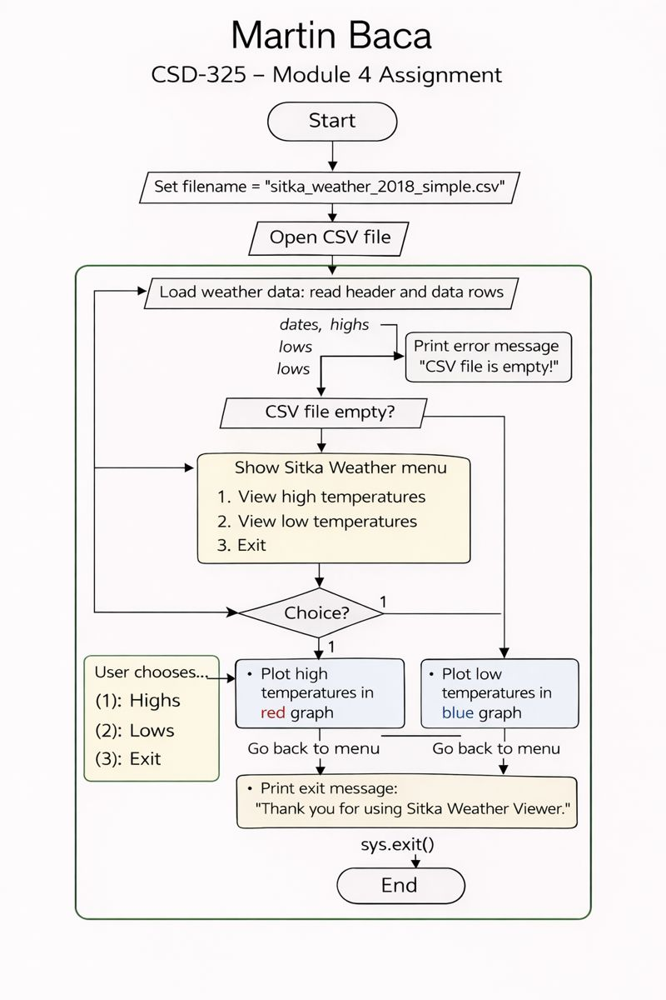 Martin Baca
CSD-325 – Module 4 Assignment
Start
Set filename = "sitka_weather_2018_simple.csv"
Open CSV file
Load weather data: read header and data rows
dates, highs
lows
lows
Print error message
"CSV file is empty!"
CSV file empty?
Show Sitka Weather menu
1. View high temperatures
2. View low temperatures
3. Exit
Choice?
1
1
User chooses...
(1): Highs
(2): Lows
(3): Exit
• Plot high
temperatures in
red graph
• Plot low
temperatures in
blue graph
Go back to menu
Go back to menu
• Print exit message:
"Thank you for using Sitka Weather Viewer."
sys.exit()
End